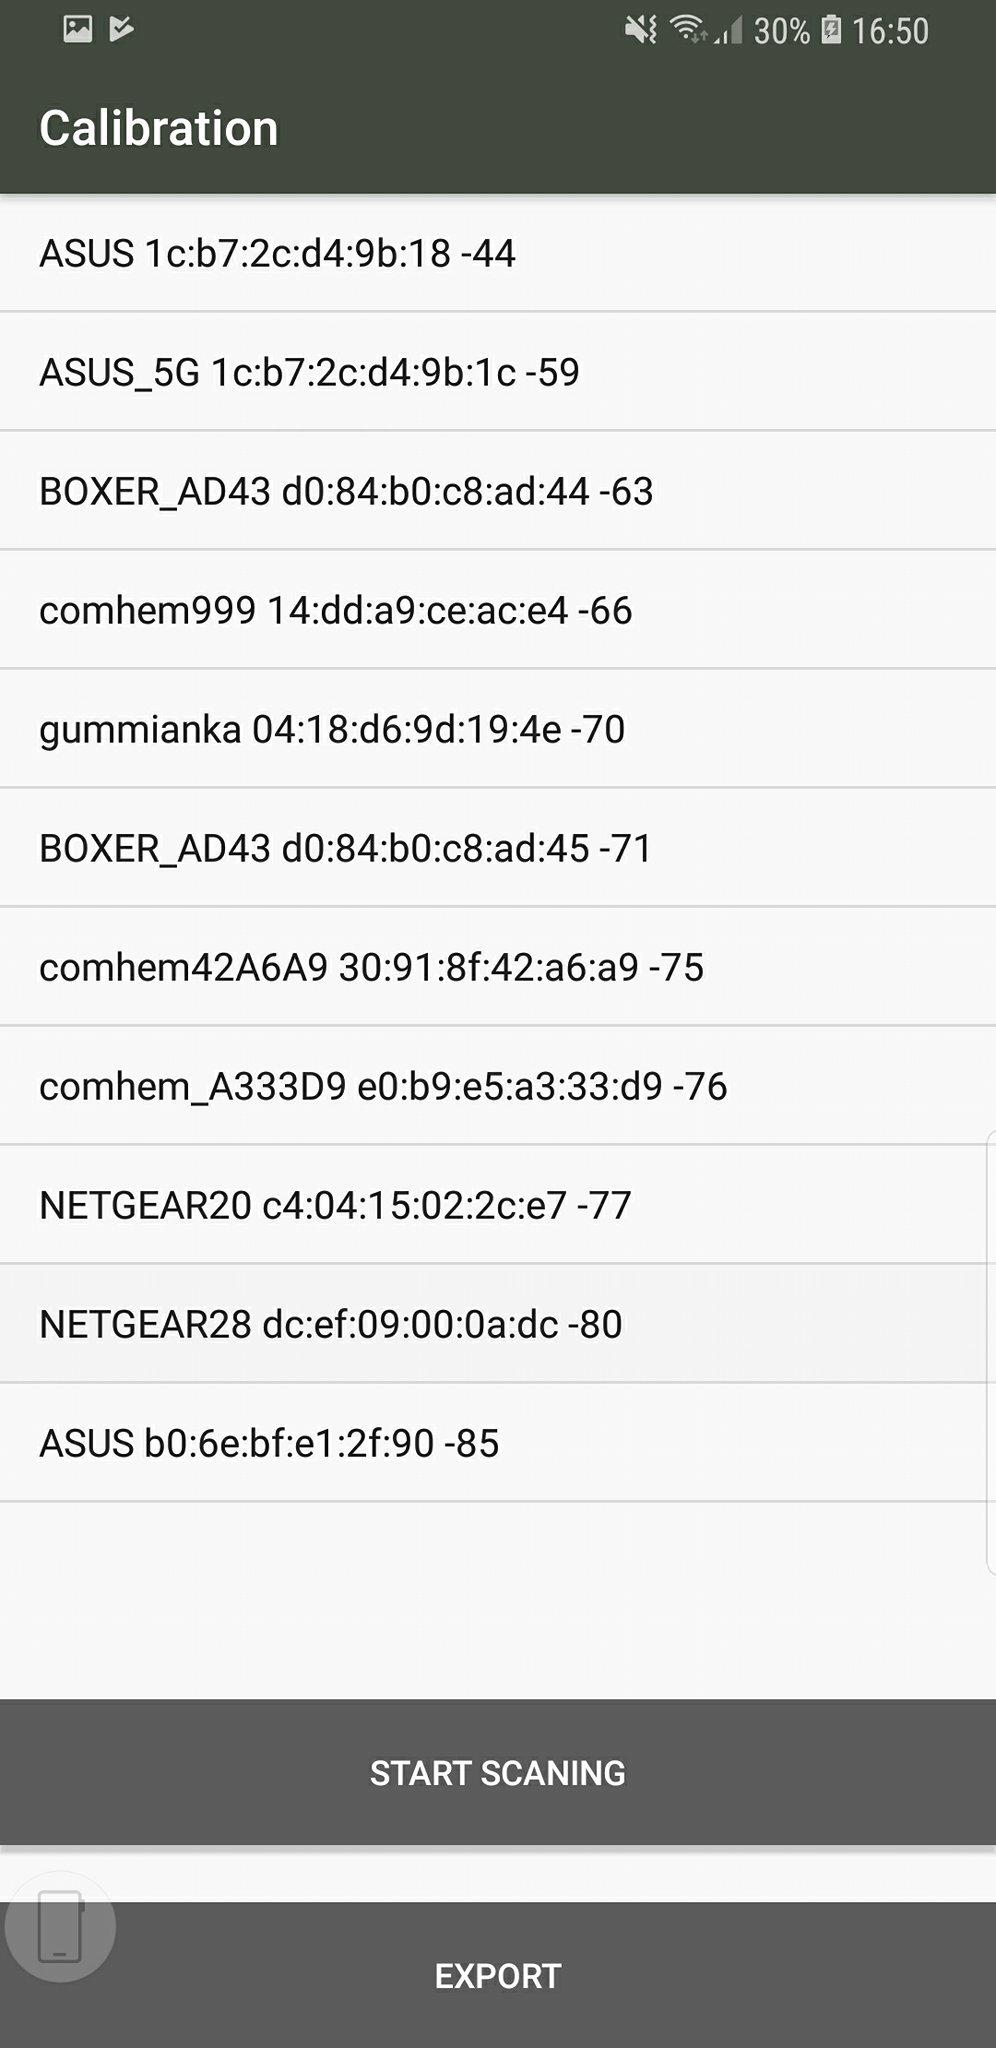 30% 16:50
Calibration
ASUS 1c:b7:2c:d4:9b:18 -44
ASUS_5G 1c:b7:2c:d4:9b:1c -59
BOXER_AD43 d0:84:b0:c8:ad:44 -63
comhem999 14:dd:a9:ce:ac:e4 -66
gummianka 04:18:d6:9d:19:4e -70
BOXER_AD43 d0:84:b0:c8:ad:45 -71
comhem42A6A9 30:91:8f:42:a6:a9 -75
comhem_A333D9 e0:b9:e5:a3:33:d9 -76
NETGEAR20 c4:04:15:02:2c:e7 -77
NETGEAR28 dc:ef:09:00:0a:dc -80
ASUS b0:6e:bf:e1:2f:90 -85
START SCANING
EXPORT